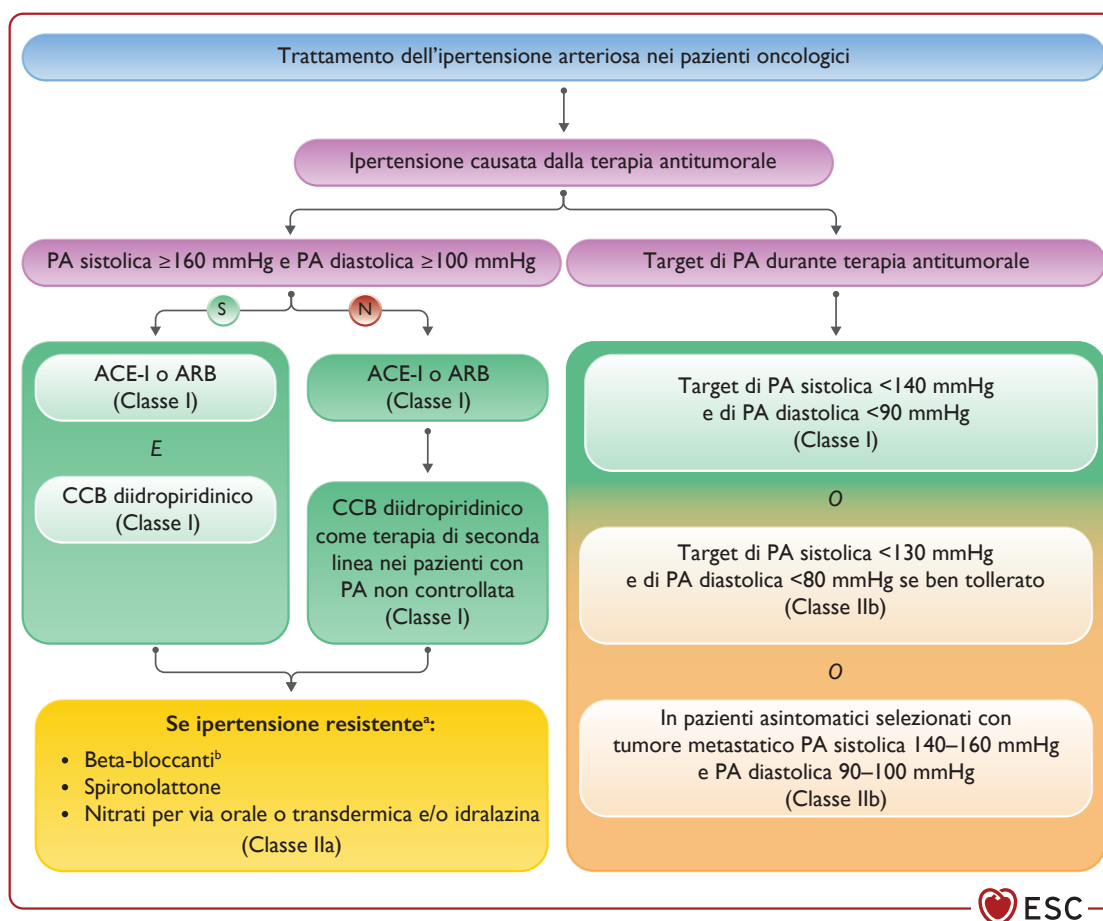 Trattamento dell'ipertensione arteriosa nei pazienti oncologici
Ipertensione causata dalla terapia antitumorale
PA sistolica ≥160 mmHg e PA diastolica ≥100 mmHg
S
N
ACE-I o ARB
(Classe I)
E
CCB diidropiridinico
(Classe I)
ACE-I o ARB
(Classe I)
CCB diidropiridinico
come terapia di seconda
linea nei pazienti con
PA non controllata
(Classe I)
Se ipertensione resistenteᵃ:
• Beta-bloccantiᵇ
• Spironolattone
• Nitrati per via orale o transdermica e/o idralazina
(Classe IIa)
Target di PA durante terapia antitumorale
Target di PA sistolica <140 mmHg
e di PA diastolica <90 mmHg
(Classe I)
O
Target di PA sistolica <130 mmHg
e di PA diastolica <80 mmHg se ben tollerato
(Classe IIb)
O
In pazienti asintomatici selezionati con
tumore metastatico PA sistolica 140–160 mmHg
e PA diastolica 90–100 mmHg
(Classe IIb)
ESC